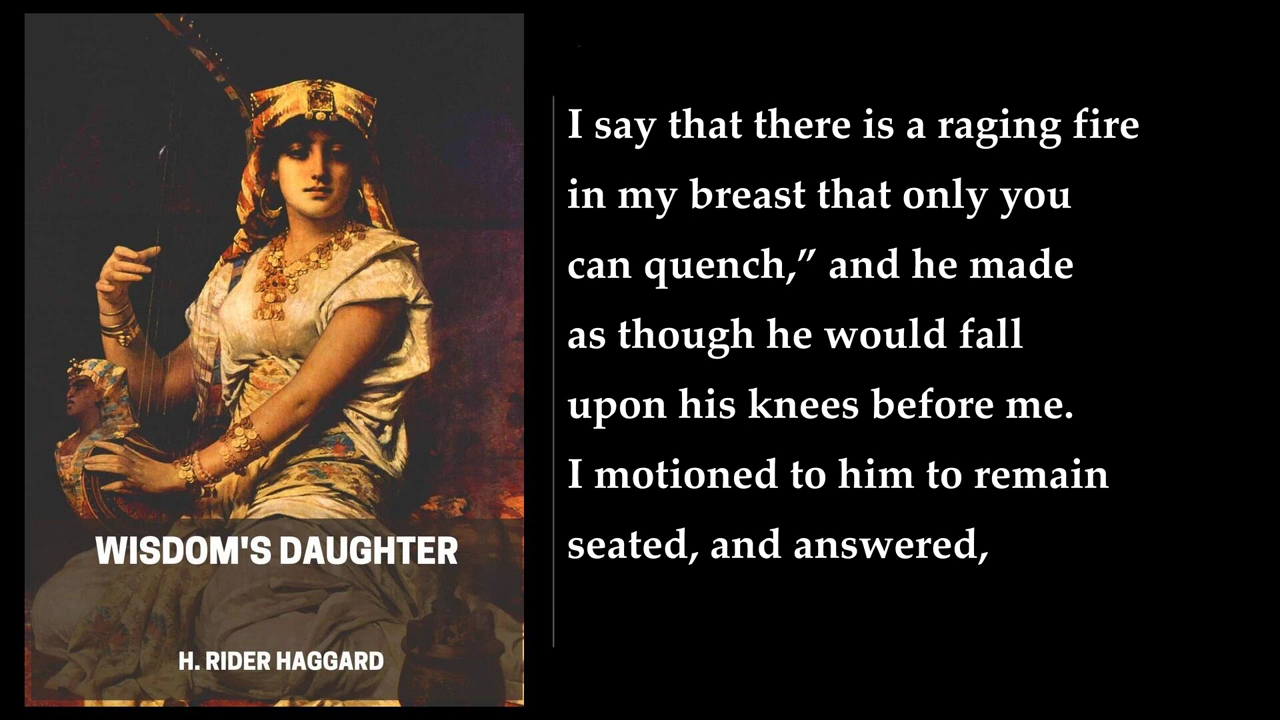 WISDOM'S DAUGHTER
H. RIDER HAGGARD
I say that there is a raging fire
in my breast that only you
can quench,” and he made
as though he would fall
upon his knees before me.
I motioned to him to remain
seated, and answered,